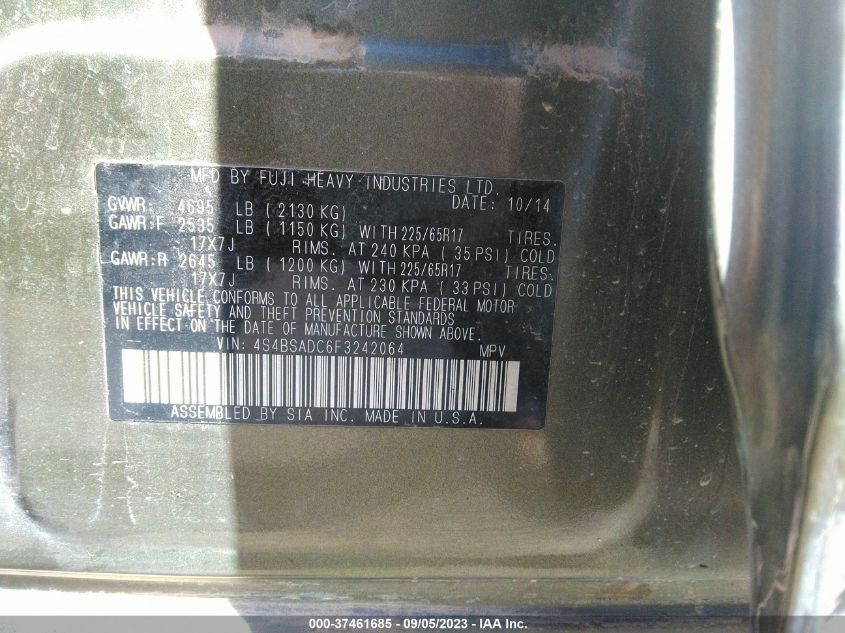 MFD BY FUJI HEAVY INDUSTRIES LTD.
GVWR: 4695 LB ( 2130 KG) DATE: 10/14
GAWR:F 2535 LB ( 1150 KG) WITH 225/65R17 TIRES.
17X7J RIMS. AT 240 KPA ( 35 PSI) COLD
GAWR:R 2645 LB ( 1200 KG) WITH 225/65R17 TIRES.
17X7J RIMS. AT 230 KPA ( 33 PSI) COLD
THIS VEHICLE CONFORMS TO ALL APPLICABLE FEDERAL MOTOR
VEHICLE SAFETY AND THEFT PREVENTION STANDARDS
IN EFFECT ON THE DATE OF MANUFACTURE SHOWN ABOVE.
VIN: 4S4BSADC6F3242064 MPV
ASSEMBLED BY SIA INC. MADE IN U.S.A.
000-37461685 - 09/05/2023 - IAA Inc.